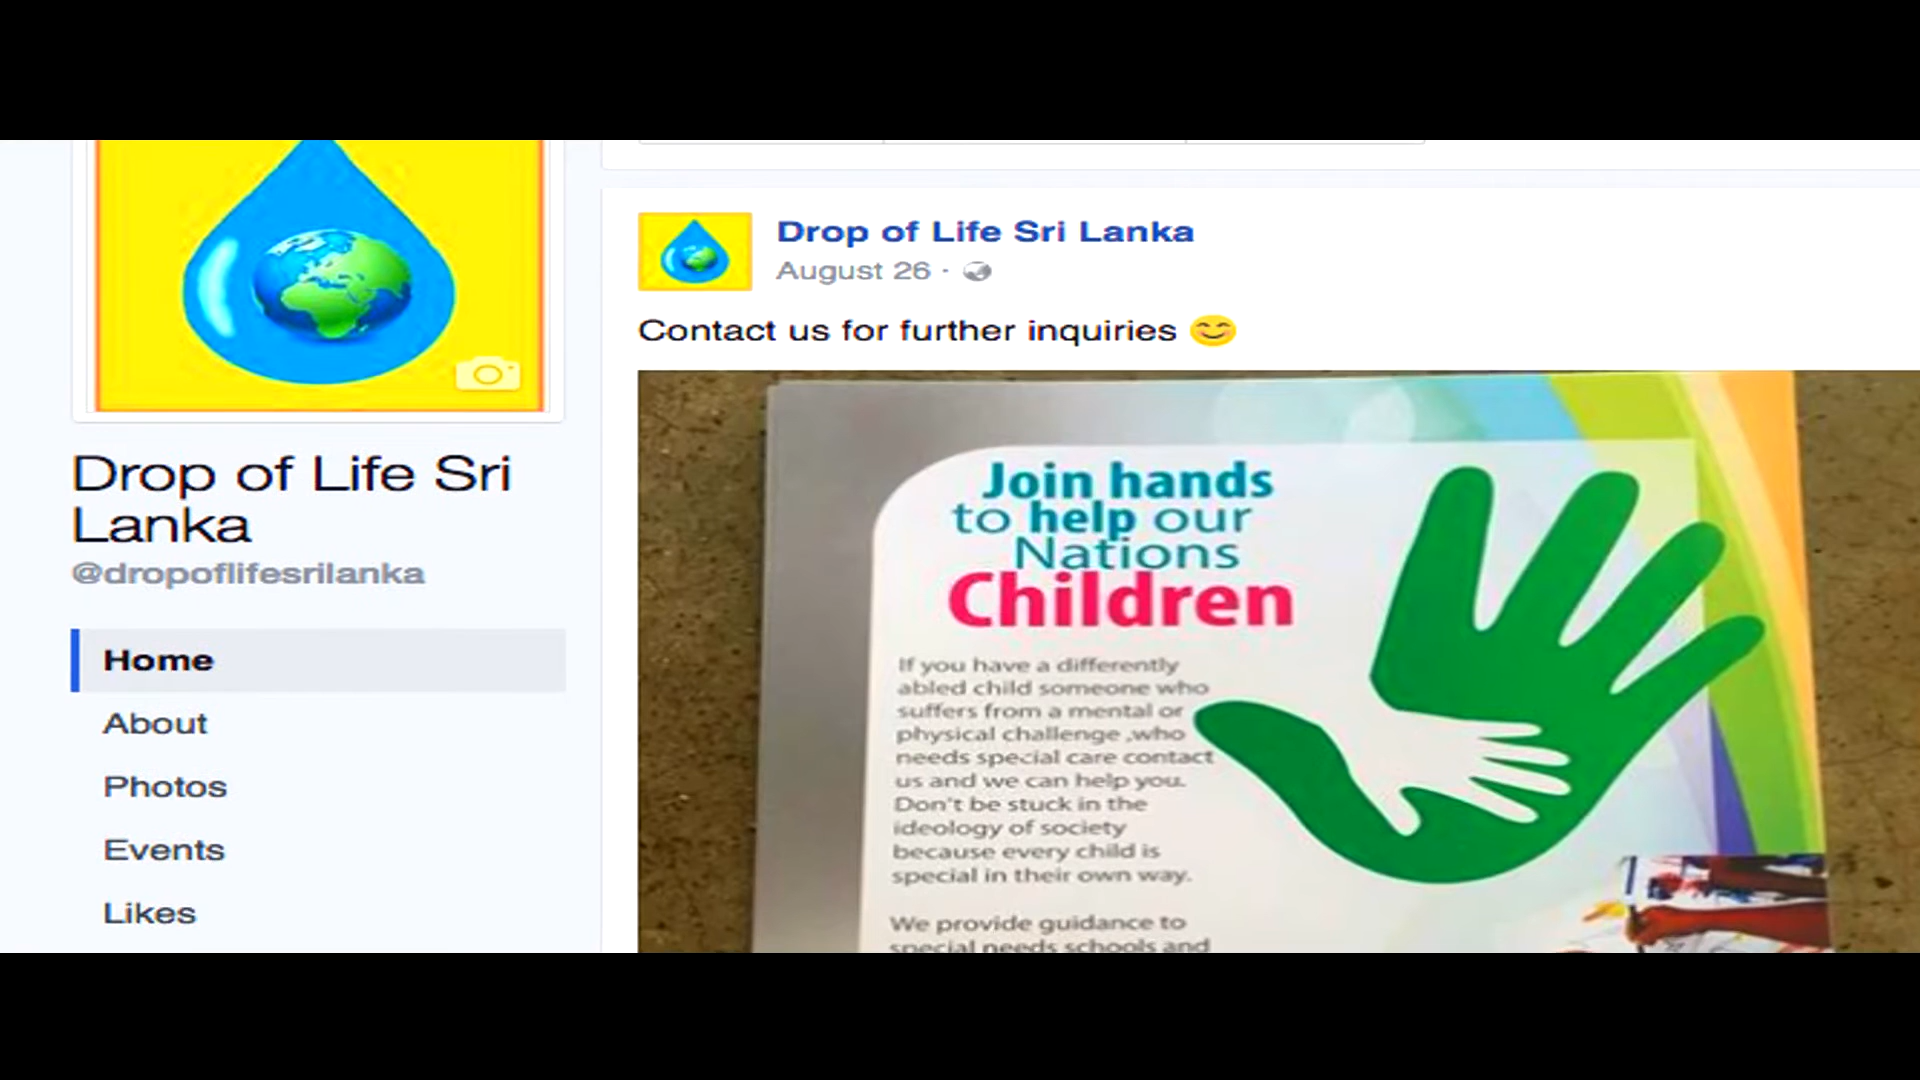 Drop of Life Sri
Lanka
@dropoflifesrilanka
Home
About
Photos
Events
Likes
Drop of Life Sri Lanka
August 26 ·
Contact us for further inquiries 😊
Join hands
to help our
Nations
Children
If you have a differently
abled child someone who
suffers from a mental or
physical challenge ,who
needs special care contact
us and we can help you.
Don't be stuck in the
ideology of society
because every child is
special in their own way.
We provide guidance to
special needs schools and